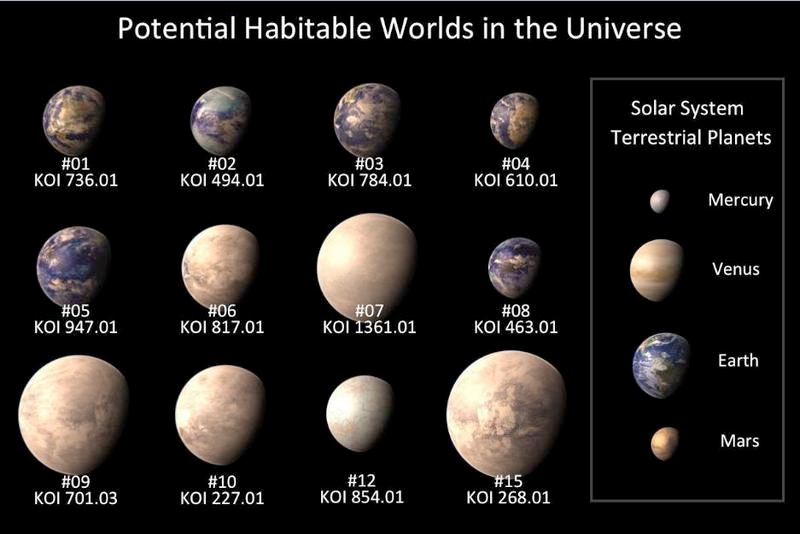 Potential Habitable Worlds in the Universe
#01
KOI 736.01
#02
KOI 494.01
#03
KOI 784.01
#04
KOI 610.01
#05
KOI 947.01
#06
KOI 817.01
#07
KOI 1361.01
#08
KOI 463.01
#09
KOI 701.03
#10
KOI 227.01
#12
KOI 854.01
#15
KOI 268.01
Solar System
Terrestrial Planets
Mercury
Venus
Earth
Mars